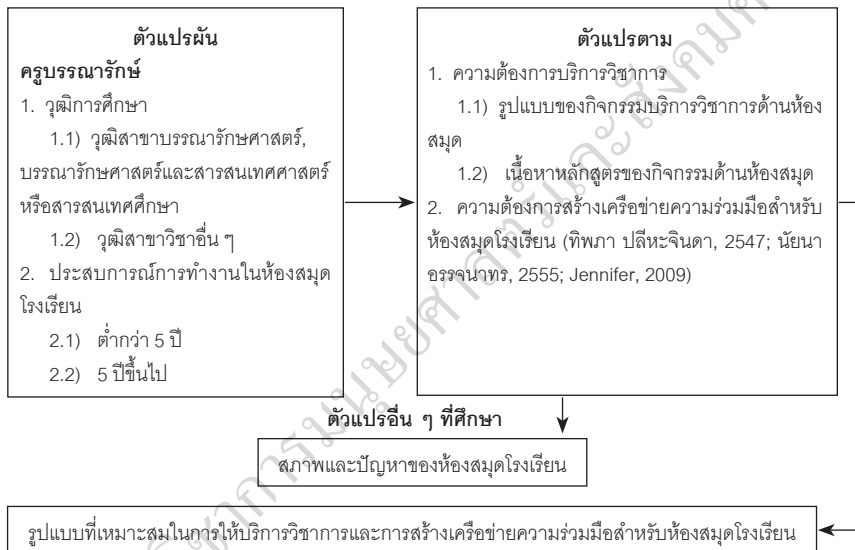 ตัวแปรผัน
ครูบรรณารักษ์
1. วุฒิการศึกษา
1.1) วุฒิสาขาบรรณารักษศาสตร์,
บรรณารักษศาสตร์และสารสนเทศศาสตร์
หรือสารสนเทศศึกษา
1.2) วุฒิสาขาวิชาอื่น ๆ
2. ประสบการณ์การทำงานในห้องสมุด
โรงเรียน
2.1) ต่ำกว่า 5 ปี
2.2) 5 ปีขึ้นไป
ตัวแปรตาม
1. ความต้องการบริการวิชาการ
1.1) รูปแบบของกิจกรรมบริการวิชาการด้านห้อง
สมุด
1.2) เนื้อหาหลักสูตรของกิจกรรมด้านห้องสมุด
2. ความต้องการสร้างเครือข่ายความร่วมมือสำหรับ
ห้องสมุดโรงเรียน (ทิพภา ปลีหะจินดา, 2547; นัยนา
อรรจนาทร, 2555; Jennifer, 2009)
ตัวแปรอื่น ๆ ที่ศึกษา
สภาพและปัญหาของห้องสมุดโรงเรียน
รูปแบบที่เหมาะสมในการให้บริการวิชาการและการสร้างเครือข่ายความร่วมมือสำหรับห้องสมุดโรงเรียน